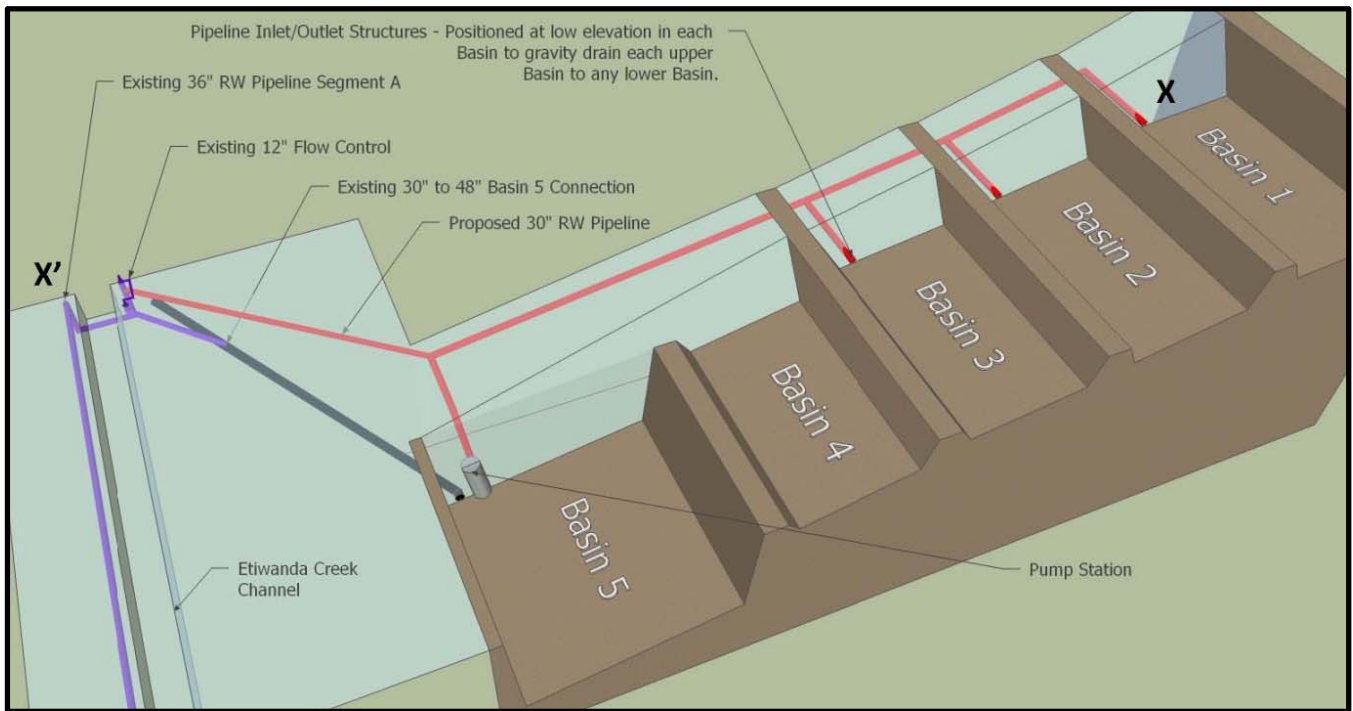 Pipeline Inlet/Outlet Structures - Positioned at low elevation in each
Basin to gravity drain each upper
Basin to any lower Basin.
Existing 36" RW Pipeline Segment A
X
Existing 12" Flow Control
Basin 1
Existing 30" to 48" Basin 5 Connection
Proposed 30" RW Pipeline
Basin 2
X’
Basin 3
Basin 4
Basin 5
Etiwanda Creek
Channel
Pump Station